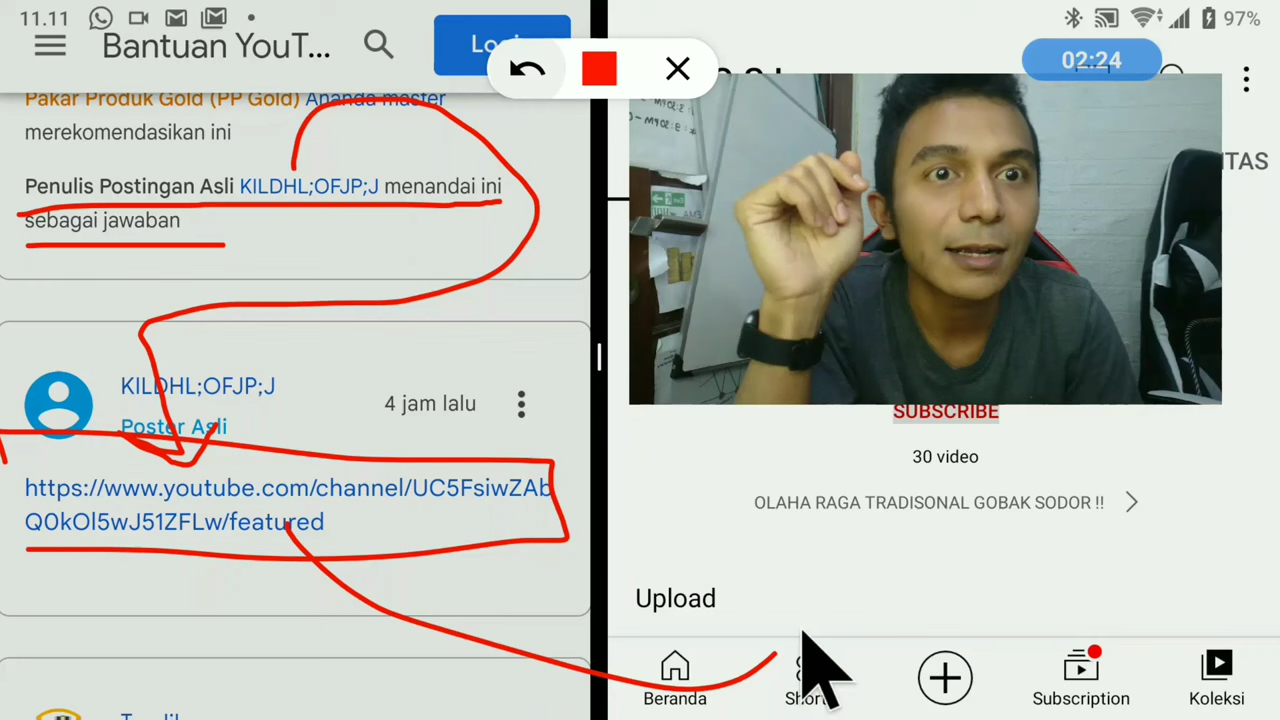 11.11
97%
Bantuan YouT...
02:24
Pakar Produk Gold (PP Gold) Ananda master
merekomendasikan ini
Penulis Postingan Asli KILDHL;OFJP;J menandai ini
sebagai jawaban
KILDHL;OFJP;J
4 jam lalu
Poster Asli
https://www.youtube.com/channel/UC5FsiwZAb
Q0kOl5wJ51ZFLw/featured
SUBSCRIBE
30 video
OLAHA RAGA TRADISONAL GOBAK SODOR !!
Upload
Beranda
Subscription
Koleksi